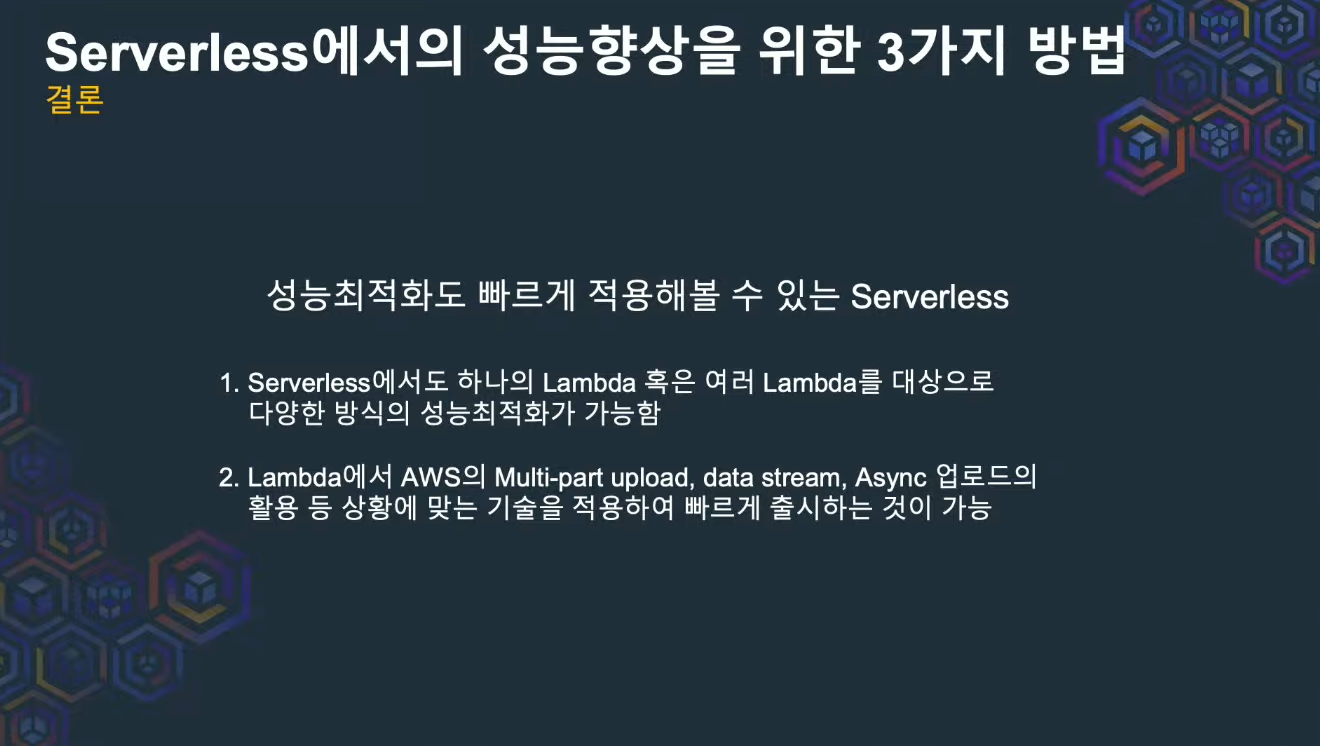 Serverless에서의 성능향상을 위한 3가지 방법
결론
성능최적화도 빠르게 적용해볼 수 있는 Serverless
1. Serverless에서도 하나의 Lambda 혹은 여러 Lambda를 대상으로
다양한 방식의 성능최적화가 가능함
2. Lambda에서 AWS의 Multi-part upload, data stream, Async 업로드의
활용 등 상황에 맞는 기술을 적용하여 빠르게 출시하는 것이 가능